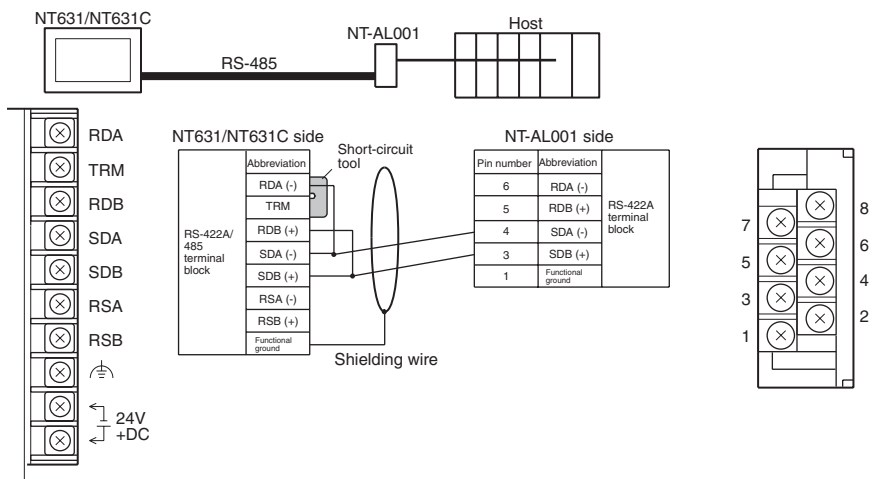 NT631/NT631C
NT-AL001
Host
RS-485
RDA
TRM
RDB
SDA
SDB
RSA
RSB
24V
+DC
NT631/NT631C side
Short-circuit
tool
RS-422A/
485
terminal
block
Abbreviation
RDA (-)
TRM
RDB (+)
SDA (-)
SDB (+)
RSA (-)
RSB (+)
Functional
ground
Shielding wire
NT-AL001 side
Pin number Abbreviation
6 RDA (-)
5 RDB (+)
4 SDA (-)
3 SDB (+)
1 Functional
ground
RS-422A
terminal
block
7
5
3
1
8
6
4
2